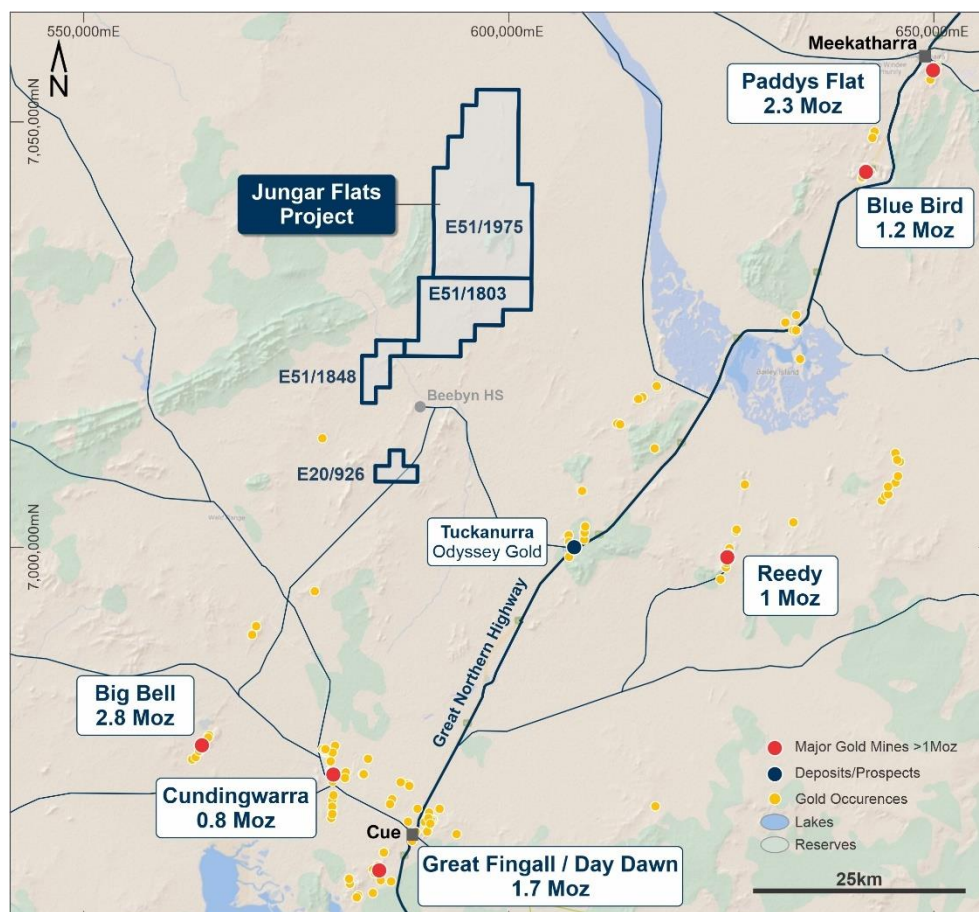 550,000mE
600,000mE
650,000mE
N
Meekatharra
Paddys Flat
2.3 Moz
7,050,000mN
Jungar Flats
Project
E51/1975
Blue Bird
1.2 Moz
E51/1803
E51/1848
Beebyn HS
E20/926
7,000,000mN
Tuckanurra
Odyssey Gold
Reedy
1 Moz
Great Northern Highway
Big Bell
2.8 Moz
Cundingwarra
0.8 Moz
Cue
Great Fingall / Day Dawn
1.7 Moz
Major Gold Mines >1Moz
Deposits/Prospects
Gold Occurences
Lakes
Reserves
25km